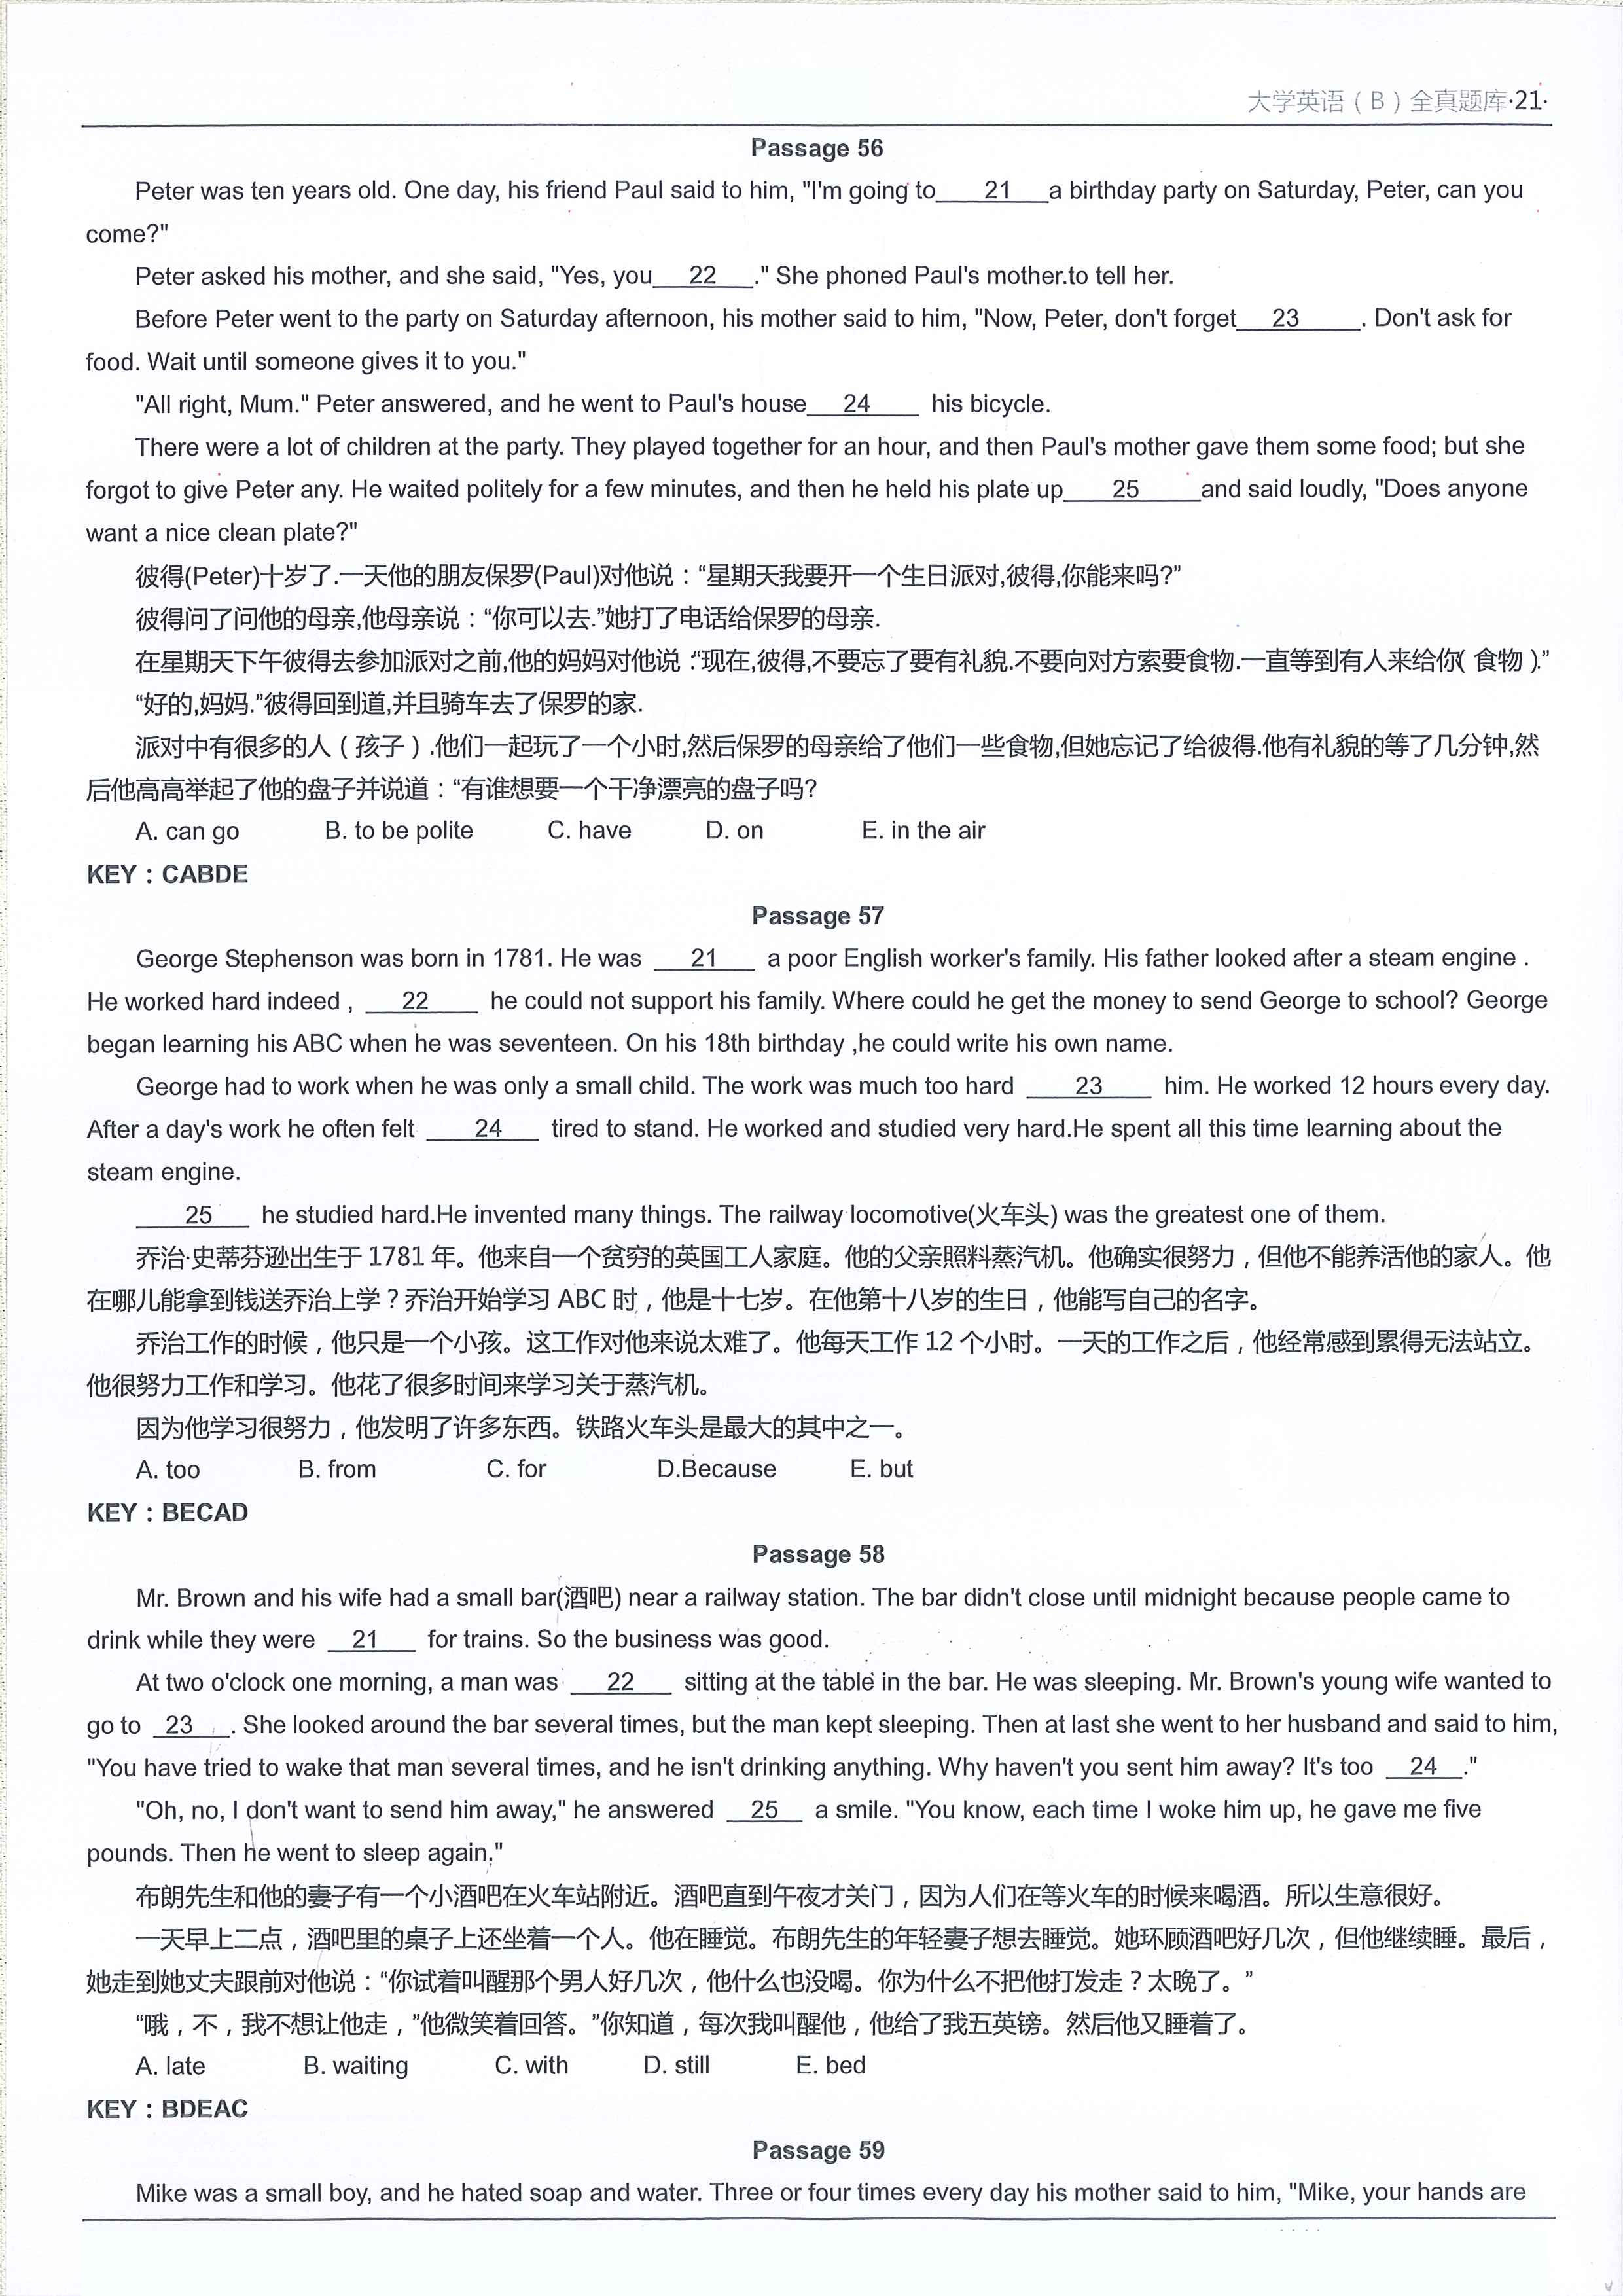 大学英语（B）全真题库·21·
Passage 56
Peter was ten years old. One day, his friend Paul said to him, "I'm going to____21____a birthday party on Saturday, Peter, can you
come?"
Peter asked his mother, and she said, "Yes, you____22____." She phoned Paul's mother.to tell her.
Before Peter went to the party on Saturday afternoon, his mother said to him, "Now, Peter, don't forget____23____. Don't ask for
food. Wait until someone gives it to you."
"All right, Mum." Peter answered, and he went to Paul's house____24____ his bicycle.
There were a lot of children at the party. They played together for an hour, and then Paul's mother gave them some food; but she
forgot to give Peter any. He waited politely for a few minutes, and then he held his plate up____25____and said loudly, "Does anyone
want a nice clean plate?"
彼得(Peter)十岁了.一天他的朋友保罗(Paul)对他说：“星期天我要开一个生日派对,彼得,你能来吗?”
彼得问了问他的母亲,他母亲说：“你可以去.”她打了电话给保罗的母亲.
在星期天下午彼得去参加派对之前,他的妈妈对他说：“现在,彼得,不要忘了要有礼貌.不要向对方索要食物.一直等到有人来给你（食物）.”
“好的,妈妈.”彼得回到道,并且骑车去了保罗的家.
派对中有很多的人（孩子）.他们一起玩了一个小时,然后保罗的母亲给了他们一些食物,但她忘记了给彼得.他有礼貌的等了几分钟,然
后他高高举起了他的盘子并说道：“有谁想要一个干净漂亮的盘子吗?
A. can go B. to be polite C. have D. on E. in the air
KEY：CABDE
Passage 57
George Stephenson was born in 1781. He was ____21____ a poor English worker's family. His father looked after a steam engine .
He worked hard indeed , ____22____ he could not support his family. Where could he get the money to send George to school? George
began learning his ABC when he was seventeen. On his 18th birthday ,he could write his own name.
George had to work when he was only a small child. The work was much too hard ____23____ him. He worked 12 hours every day.
After a day's work he often felt ____24____ tired to stand. He worked and studied very hard.He spent all this time learning about the
steam engine.
____25____ he studied hard.He invented many things. The railway locomotive(火车头) was the greatest one of them.
乔治·史蒂芬逊出生于 1781 年。他来自一个贫穷的英国工人家庭。他的父亲照料蒸汽机。他确实很努力，但他不能养活他的家人。他
在哪儿能拿到钱送乔治上学？乔治开始学习 ABC 时，他是十七岁。在他第十八岁的生日，他能写自己的名字。
乔治工作的时候，他只是一个小孩。这工作对他来说太难了。他每天工作 12 个小时。一天的工作之后，他经常感到累得无法站立。
他很努力工作和学习。他花了很多时间来学习关于蒸汽机。
因为他学习很努力，他发明了许多东西。铁路火车头是最大的其中之一。
A. too B. from C. for D.Because E. but
KEY：BECAD
Passage 58
Mr. Brown and his wife had a small bar(酒吧) near a railway station. The bar didn't close until midnight because people came to
drink while they were ____21____ for trains. So the business was good.
At two o'clock one morning, a man was ____22____ sitting at the table in the bar. He was sleeping. Mr. Brown's young wife wanted to
go to ____23____. She looked around the bar several times, but the man kept sleeping. Then at last she went to her husband and said to him,
"You have tried to wake that man several times, and he isn't drinking anything. Why haven't you sent him away? It's too ____24____."
"Oh, no, I don't want to send him away," he answered ____25____ a smile. "You know, each time I woke him up, he gave me five
pounds. Then he went to sleep again."
布朗先生和他的妻子有一个小酒吧在火车站附近。酒吧直到午夜才关门，因为人们在等火车的时候来喝酒。所以生意很好。
一天早上二点，酒吧里的桌子上还坐着一个人。他在睡觉。布朗先生的年轻妻子想去睡觉。她环顾酒吧好几次，但他继续睡。最后，
她走到她丈夫跟前对他说：“你试着叫醒那个男人好几次，他什么也没喝。你为什么不把他打发走？太晚了。”
“哦，不，我不想让他走，”他微笑着回答。”你知道，每次我叫醒他，他给了我五英镑。然后他又睡着了。
A. late B. waiting C. with D. still E. bed
KEY：BDEAC
Passage 59
Mike was a small boy, and he hated soap and water. Three or four times every day his mother said to him, "Mike, your hands are